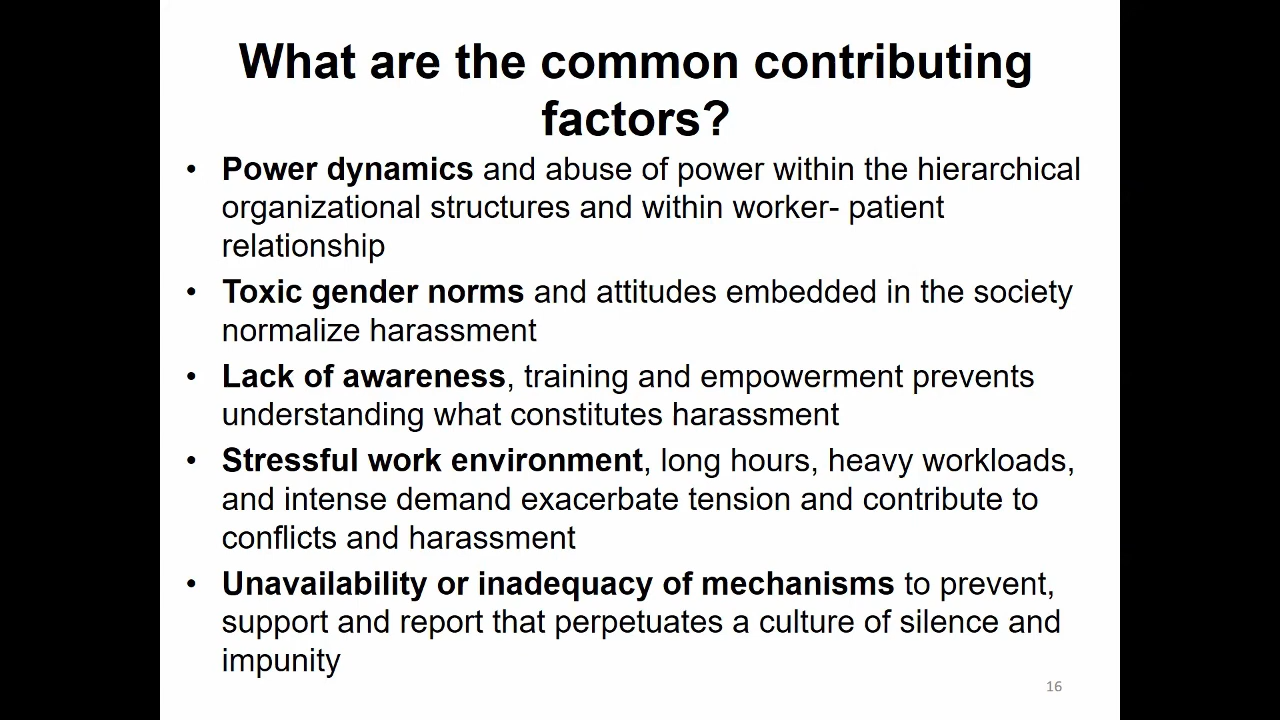 What are the common contributing
factors?
• Power dynamics and abuse of power within the hierarchical
organizational structures and within worker- patient
relationship
• Toxic gender norms and attitudes embedded in the society
normalize harassment
• Lack of awareness, training and empowerment prevents
understanding what constitutes harassment
• Stressful work environment, long hours, heavy workloads,
and intense demand exacerbate tension and contribute to
conflicts and harassment
• Unavailability or inadequacy of mechanisms to prevent,
support and report that perpetuates a culture of silence and
impunity
16